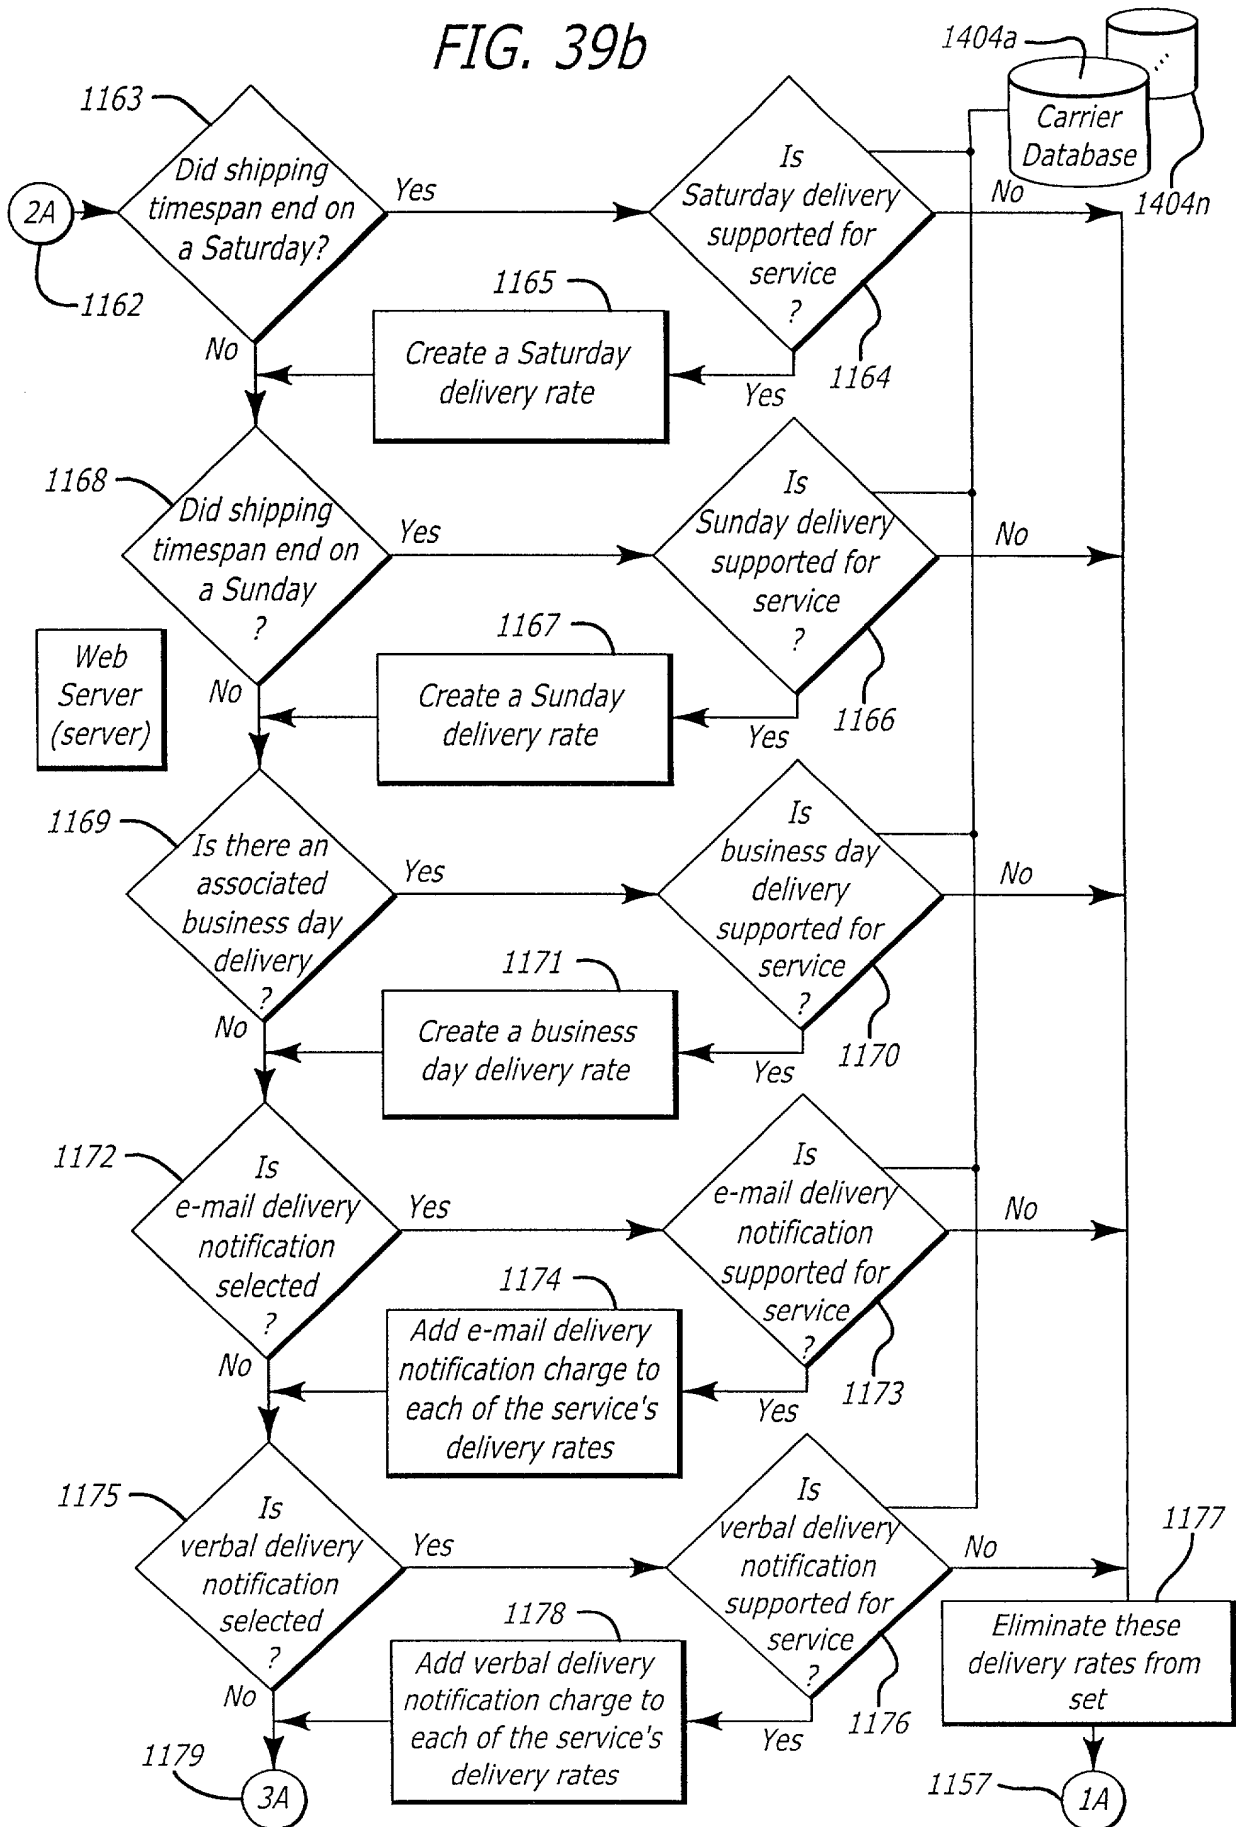 FIG. 39b
1404a
Carrier
Database
1404n
1163
Did shipping
timespan end on
a Saturday?
Yes
Is
Saturday delivery
supported for
service
?
No
1164
2A
1162
No
1165
Create a Saturday
delivery rate
Yes
1168
Did shipping
timespan end on
a Sunday
?
Yes
Is
Sunday delivery
supported for
service
?
No
1166
Web
Server
(server)
No
1167
Create a Sunday
delivery rate
Yes
1169
Is there an
associated
business day
delivery
?
Yes
Is
business day
delivery
supported for
service
?
No
1170
No
1171
Create a business
day delivery rate
Yes
1172
Is
e-mail delivery
notification
selected
?
Yes
Is
e-mail delivery
notification
supported for
service
?
No
1173
No
1174
Add e-mail delivery
notification charge to
each of the service's
delivery rates
Yes
1175
Is
verbal delivery
notification
selected
?
Yes
Is
verbal delivery
notification
supported for
service
?
No
1176
1177
Eliminate these
delivery rates from
set
No
1178
Add verbal delivery
notification charge to
each of the service's
delivery rates
Yes
1179
3A
1157
1A